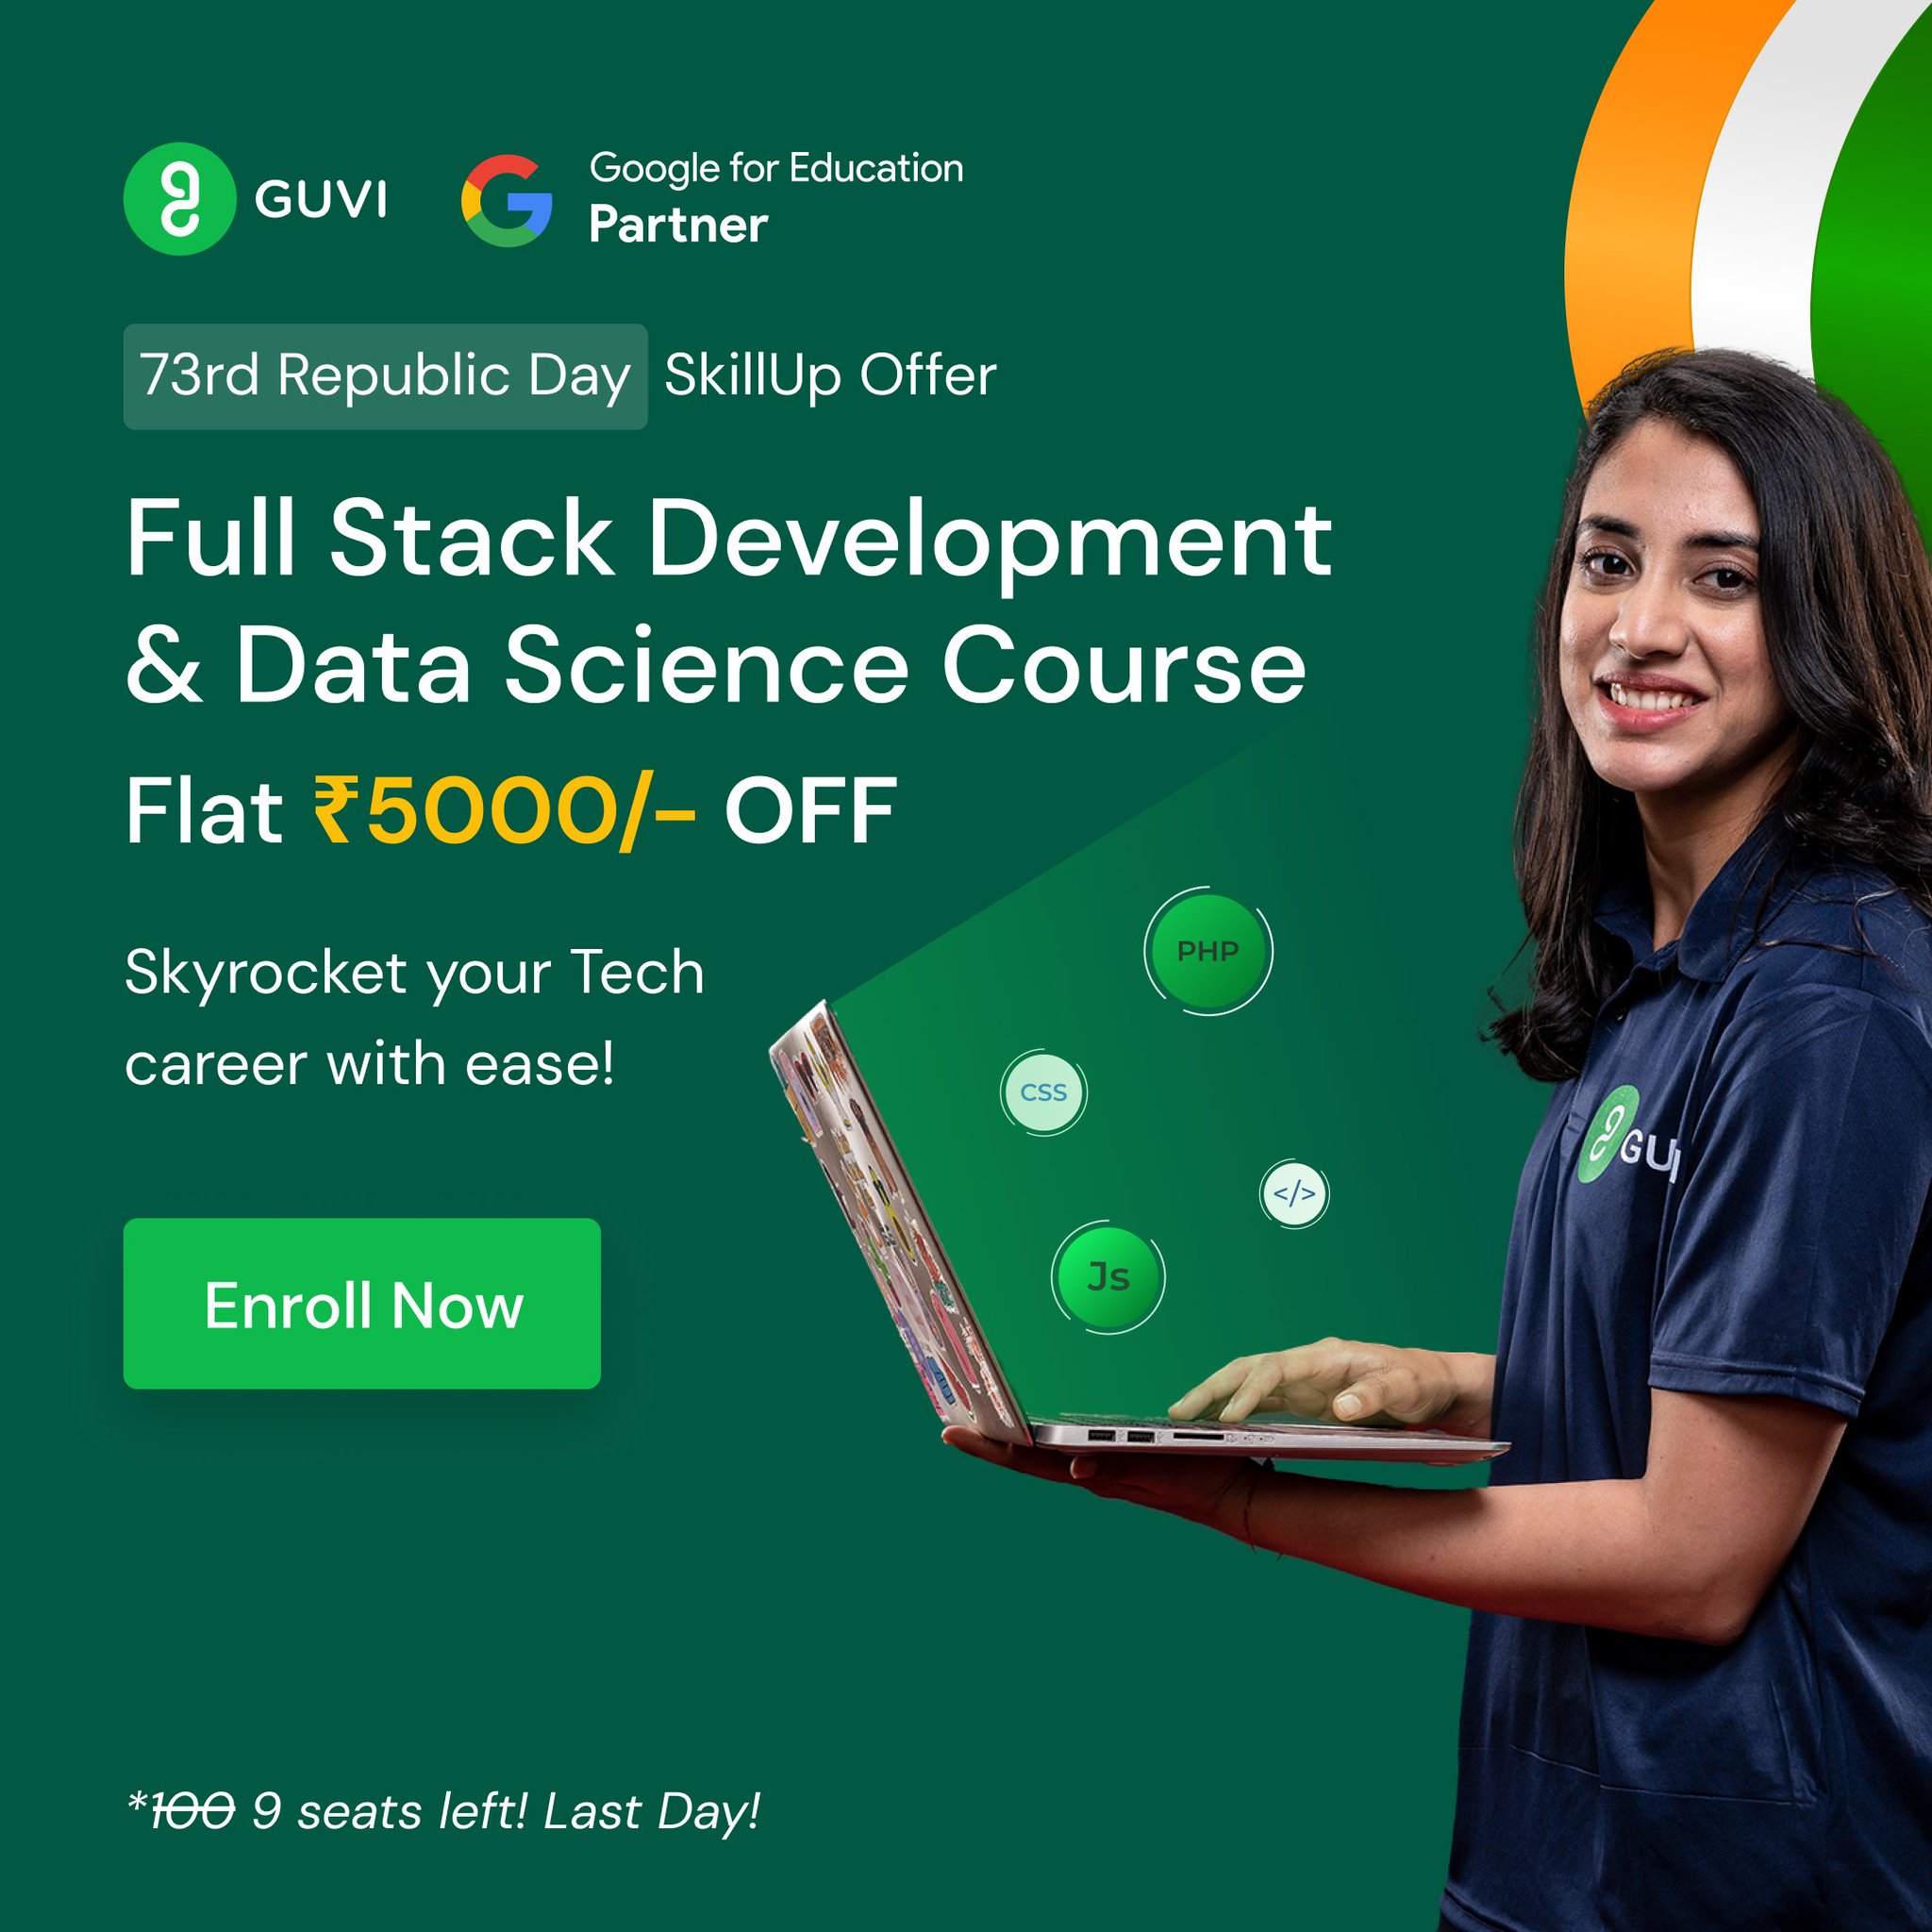 GUVI
Google for Education
Partner
73rd Republic Day SkillUp Offer
Full Stack Development
& Data Science Course
Flat ₹5000/- OFF
Skyrocket your Tech
career with ease!
PHP
CSS
</>
Js
GUVI
Enroll Now
*100 9 seats left! Last Day!